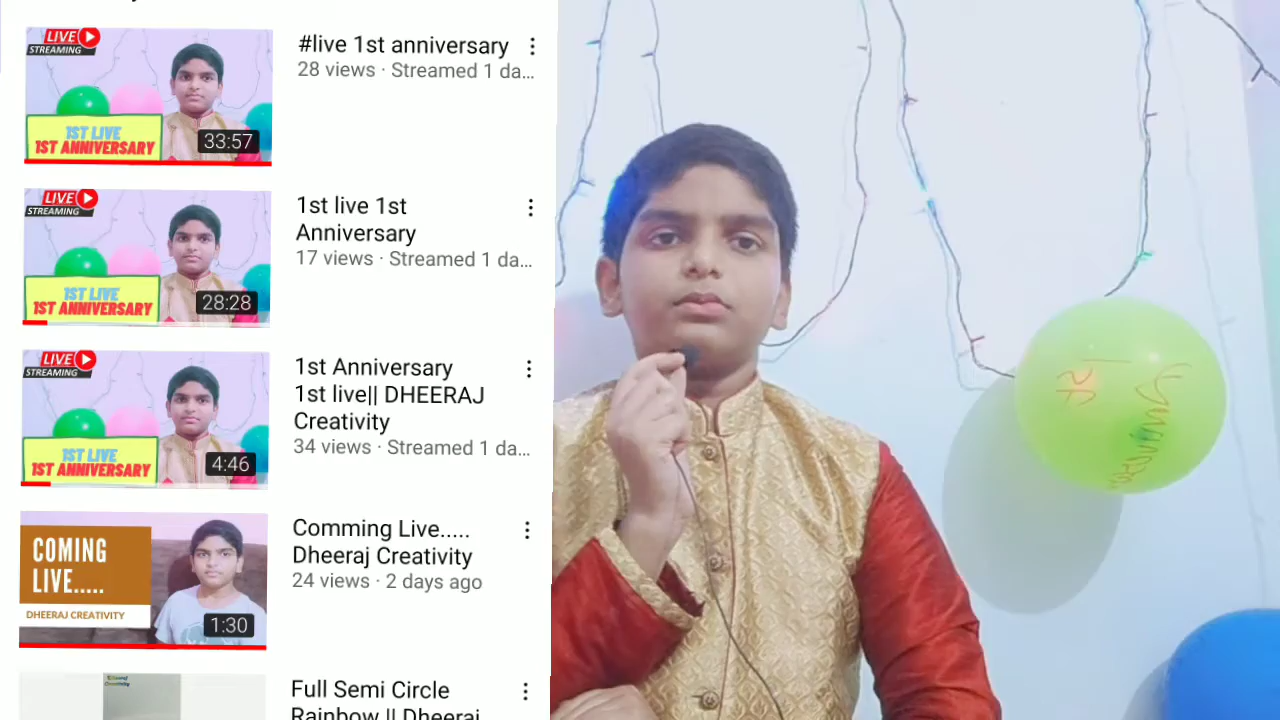 LIVE
STREAMING
1ST LIVE
1ST ANNIVERSARY
33:57
#live 1st anniversary
28 views · Streamed 1 da...
LIVE
STREAMING
1ST LIVE
1ST ANNIVERSARY
28:28
1st live 1st
Anniversary
17 views · Streamed 1 da...
LIVE
STREAMING
1ST LIVE
1ST ANNIVERSARY
4:46
1st Anniversary
1st live|| DHEERAJ
Creativity
34 views · Streamed 1 da...
COMING
LIVE.....
DHEERAJ CREATIVITY
1:30
Comming Live.....
Dheeraj Creativity
24 views · 2 days ago
Full Semi Circle
Rainbow || Dheeraj